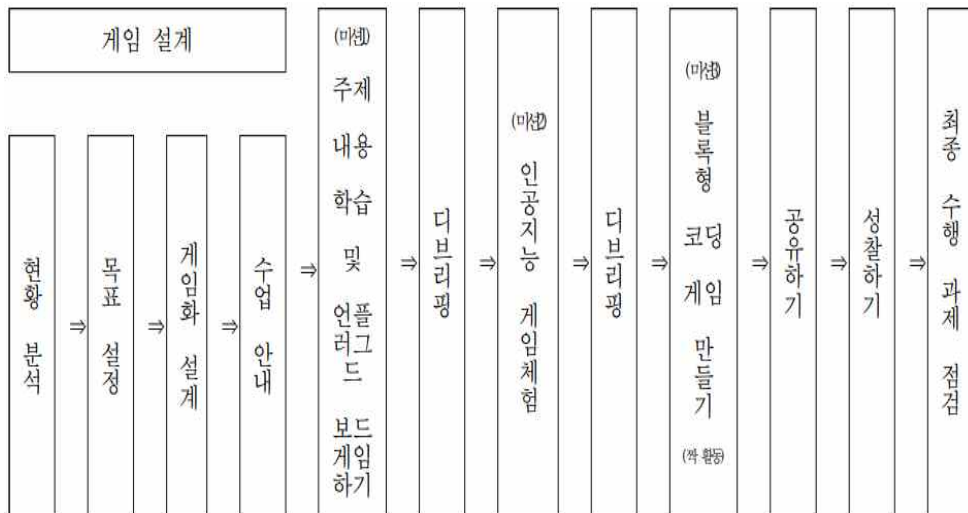 게임 설계
현황 분석
⇒
목표 설정
⇒
게임화 설계
⇒
수업 안내
⇒
(미션1)
주제
내용
학습
및
언플
러그
드
보드
게임
하기
⇒
디브리핑
⇒
(미션2)
인공지능 게임체험
⇒
디브리핑
⇒
(미션3)
블록형
코딩
게임
만들기
(짝 활동)
⇒
공유하기
⇒
성찰하기
⇒
최종 수행 과제 점검